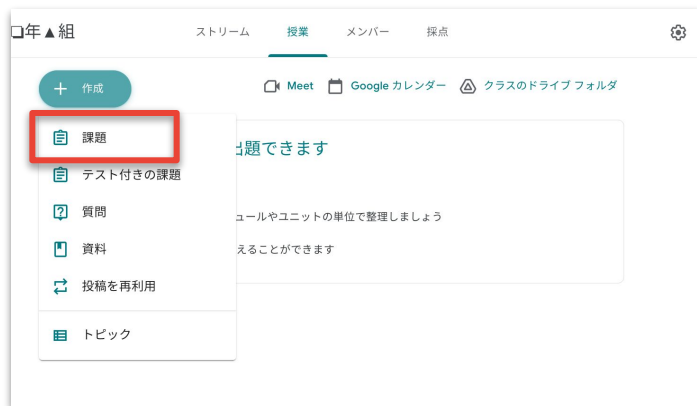 ❏年▲組
ストリーム 授業 メンバー 採点
+ 作成
Meet Google カレンダー クラスのドライブ フォルダ
課題
出題できます
テスト付きの課題
質問
ュールやユニットの単位で整理しましょう
資料
えることができます
投稿を再利用
トピック